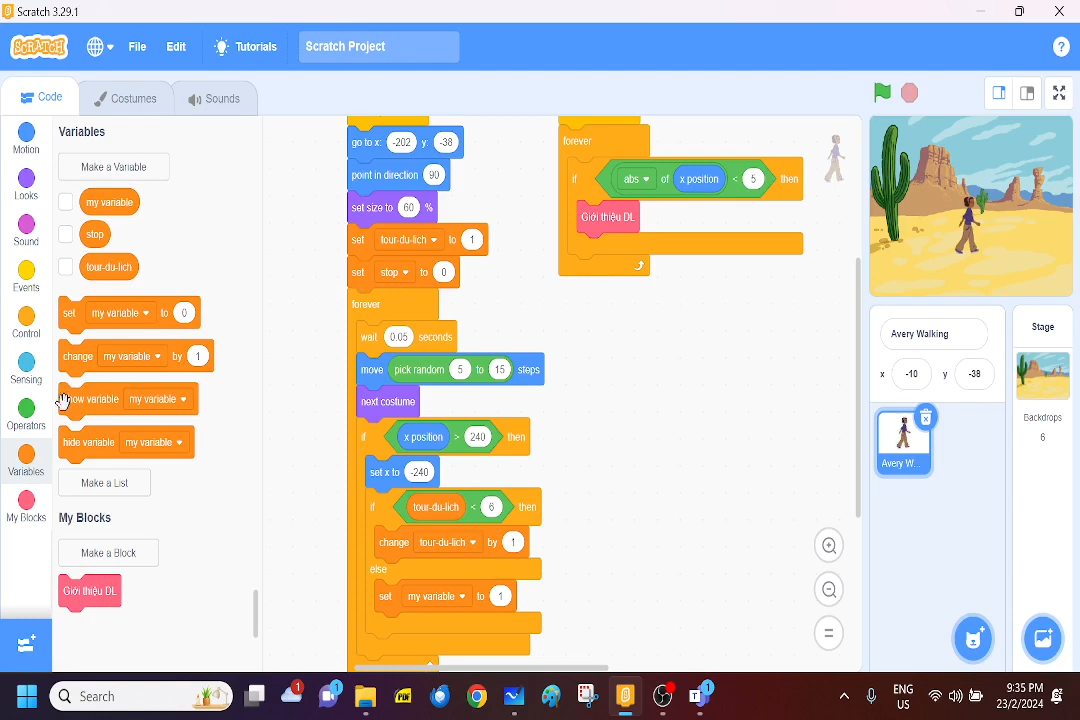 Scratch 3.29.1
SCRATCH
File
Edit
Tutorials
Scratch Project
?
Code
Costumes
Sounds
Motion
Looks
Sound
Events
Control
Sensing
Operators
Variables
My Blocks
Variables
Make a Variable
my variable
stop
tour-du-lich
set my variable to 0
change my variable by 1
show variable my variable
hide variable my variable
Make a List
My Blocks
Make a Block
Giới thiệu DL
go to x: -202 y: -38
point in direction 90
set size to 60 %
set tour-du-lich to 1
set stop to 0
forever
wait 0.05 seconds
move pick random 5 to 15 steps
next costume
if x position > 240 then
set x to -240
if tour-du-lich < 6 then
change tour-du-lich by 1
else
set my variable to 1
forever
if abs of x position < 5 then
Giới thiệu DL
Avery Walking
x -10 y -38
Avery W...
Stage
Backdrops
6
Search
1
1
PDF
1
ENG
US
9:35 PM
23/2/2024